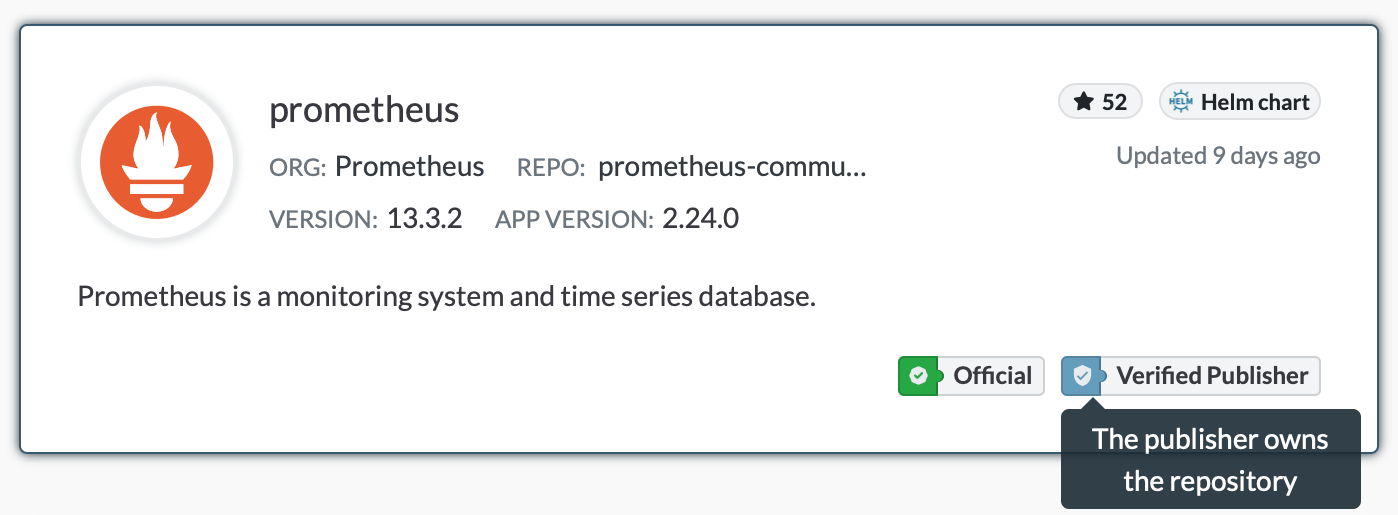 prometheus
★ 52
HELM
Helm chart
ORG: Prometheus REPO: prometheus-commu...
Updated 9 days ago
VERSION: 13.3.2 APP VERSION: 2.24.0
Prometheus is a monitoring system and time series database.
Official
Verified Publisher
The publisher owns
the repository